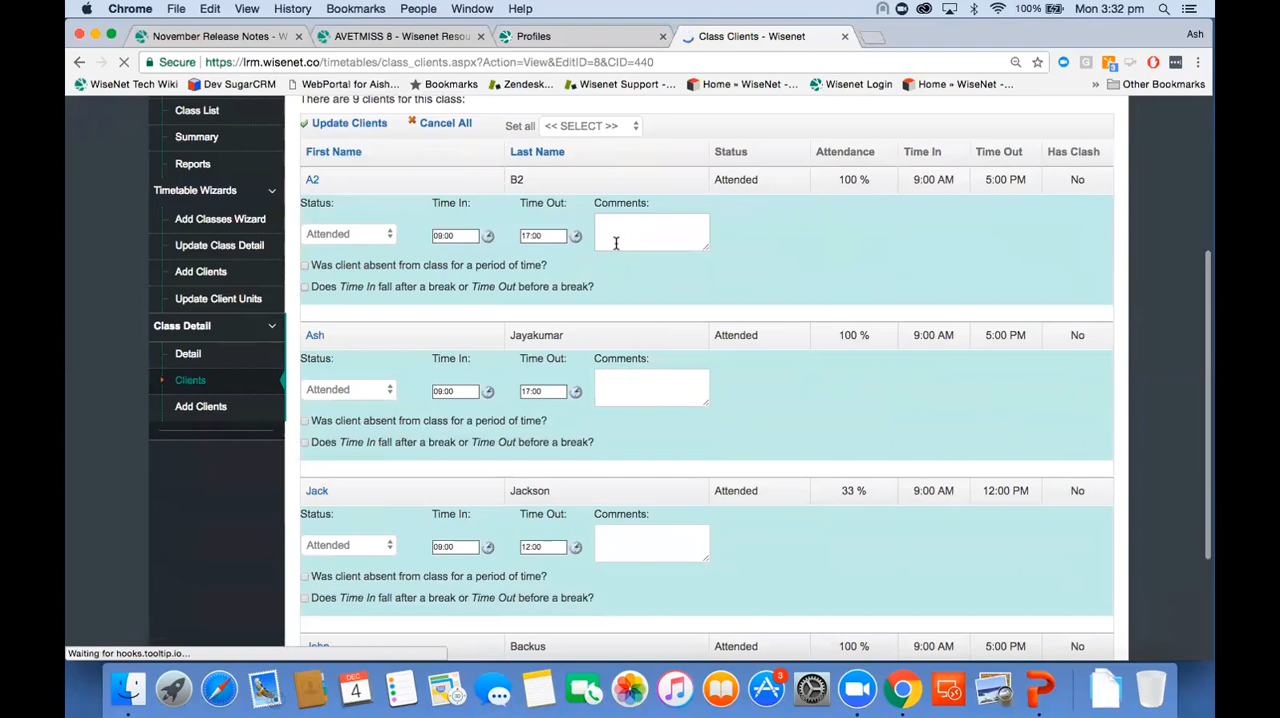 Chrome File Edit View History Bookmarks People Window Help 100% Mon 3:32 pm
November Release Notes - W AVETMISS 8 - Wisenet Resou Profiles Class Clients - Wisenet Ash
Secure https://lrm.wisenet.co/timetables/class_clients.aspx?Action=View&EditID=8&CID=440
WiseNet Tech Wiki Dev SugarCRM WebPortal for Aish... Bookmarks Zendesk... Wisenet Support -... Home » WiseNet -... Wisenet Login Home » WiseNet -... » Other Bookmarks
There are 9 clients for this class:
Class List
Summary
Reports
Timetable Wizards
Add Classes Wizard
Update Class Detail
Add Clients
Update Client Units
Class Detail
Detail
Clients
Add Clients
Update Clients Cancel All Set all << SELECT >>
First Name Last Name Status Attendance Time In Time Out Has Clash
A2 B2 Attended 100 % 9:00 AM 5:00 PM No
Status: Time In: Time Out: Comments:
Attended 09:00 17:00
Was client absent from class for a period of time?
Does Time In fall after a break or Time Out before a break?
Ash Jayakumar Attended 100 % 9:00 AM 5:00 PM No
Status: Time In: Time Out: Comments:
Attended 09:00 17:00
Was client absent from class for a period of time?
Does Time In fall after a break or Time Out before a break?
Jack Jackson Attended 33 % 9:00 AM 12:00 PM No
Status: Time In: Time Out: Comments:
Attended 09:00 12:00
Was client absent from class for a period of time?
Does Time In fall after a break or Time Out before a break?
John Backus Attended 100 % 9:00 AM 5:00 PM No
Waiting for hooks.tooltip.io...
DEC
4
3